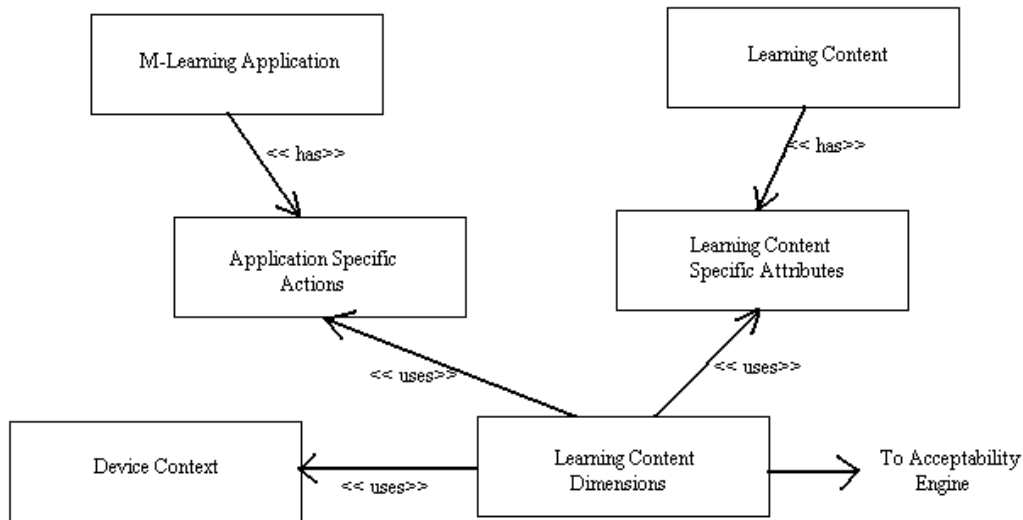 M-Learning Application
Learning Content
<< has>>
<< has>>
Application Specific
Actions
Learning Content
Specific Attributes
<< uses>>
<< uses>>
Device Context
<< uses>>
Learning Content
Dimensions
To Acceptability
Engine